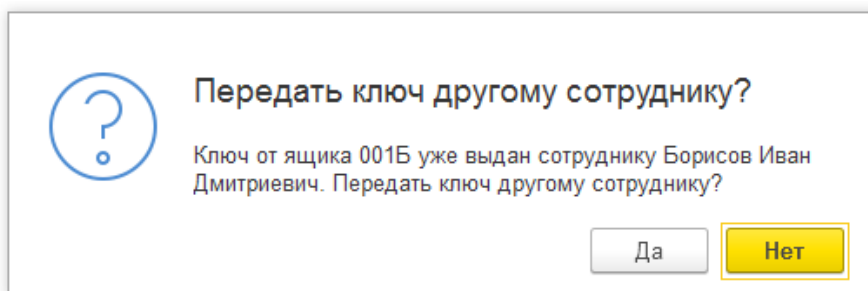 Передать ключ другому сотруднику?
Ключ от ящика 001Б уже выдан сотруднику Борисов Иван
Дмитриевич. Передать ключ другому сотруднику?
Да
Нет